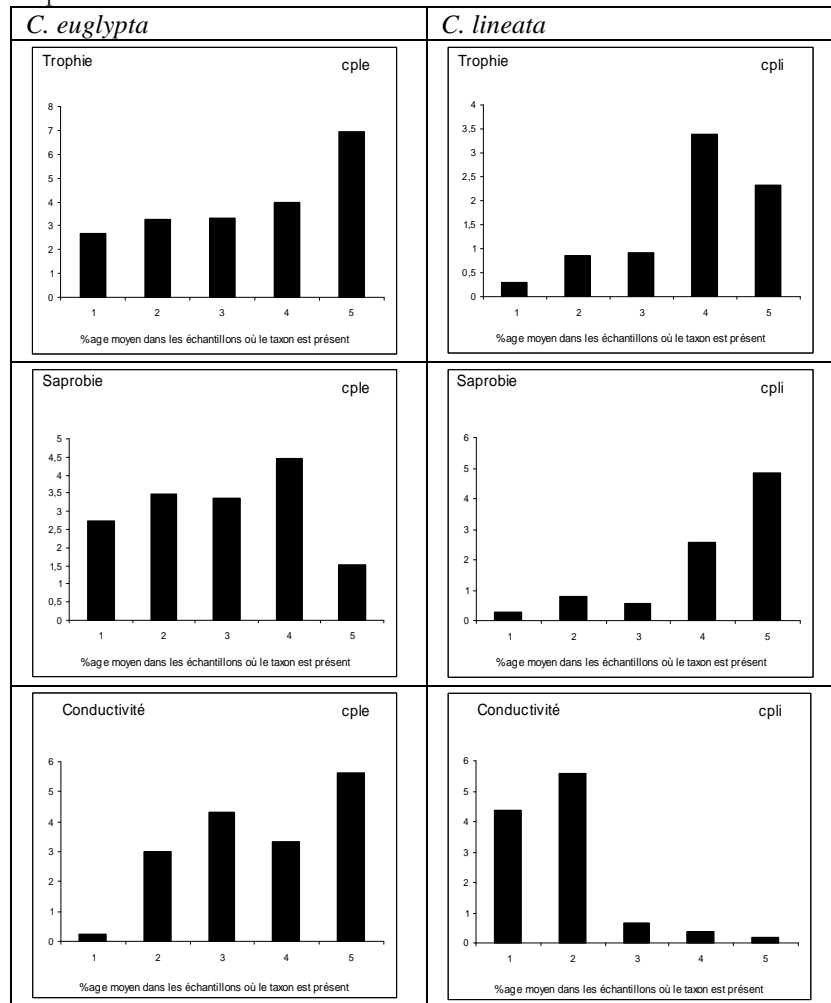 C. euglypta
C. lineata
Trophie
cple
8
7
6
5
4
3
2
1
0
1 2 3 4 5
%age moyen dans les échantillons où le taxon est présent
Trophie
cpli
4
3,5
3
2,5
2
1,5
1
0,5
0
1 2 3 4 5
%age moyen dans les échantillons où le taxon est présent
Saprobie
cple
5
4,5
4
3,5
3
2,5
2
1,5
1
0,5
0
1 2 3 4 5
%age moyen dans les échantillons où le taxon est présent
Saprobie
cpli
6
5
4
3
2
1
0
1 2 3 4 5
%age moyen dans les échantillons où le taxon est présent
Conductivité
cple
6
5
4
3
2
1
0
1 2 3 4 5
%age moyen dans les échantillons où le taxon est présent
Conductivité
cpli
6
5
4
3
2
1
0
1 2 3 4 5
%age moyen dans les échantillons où le taxon est présent